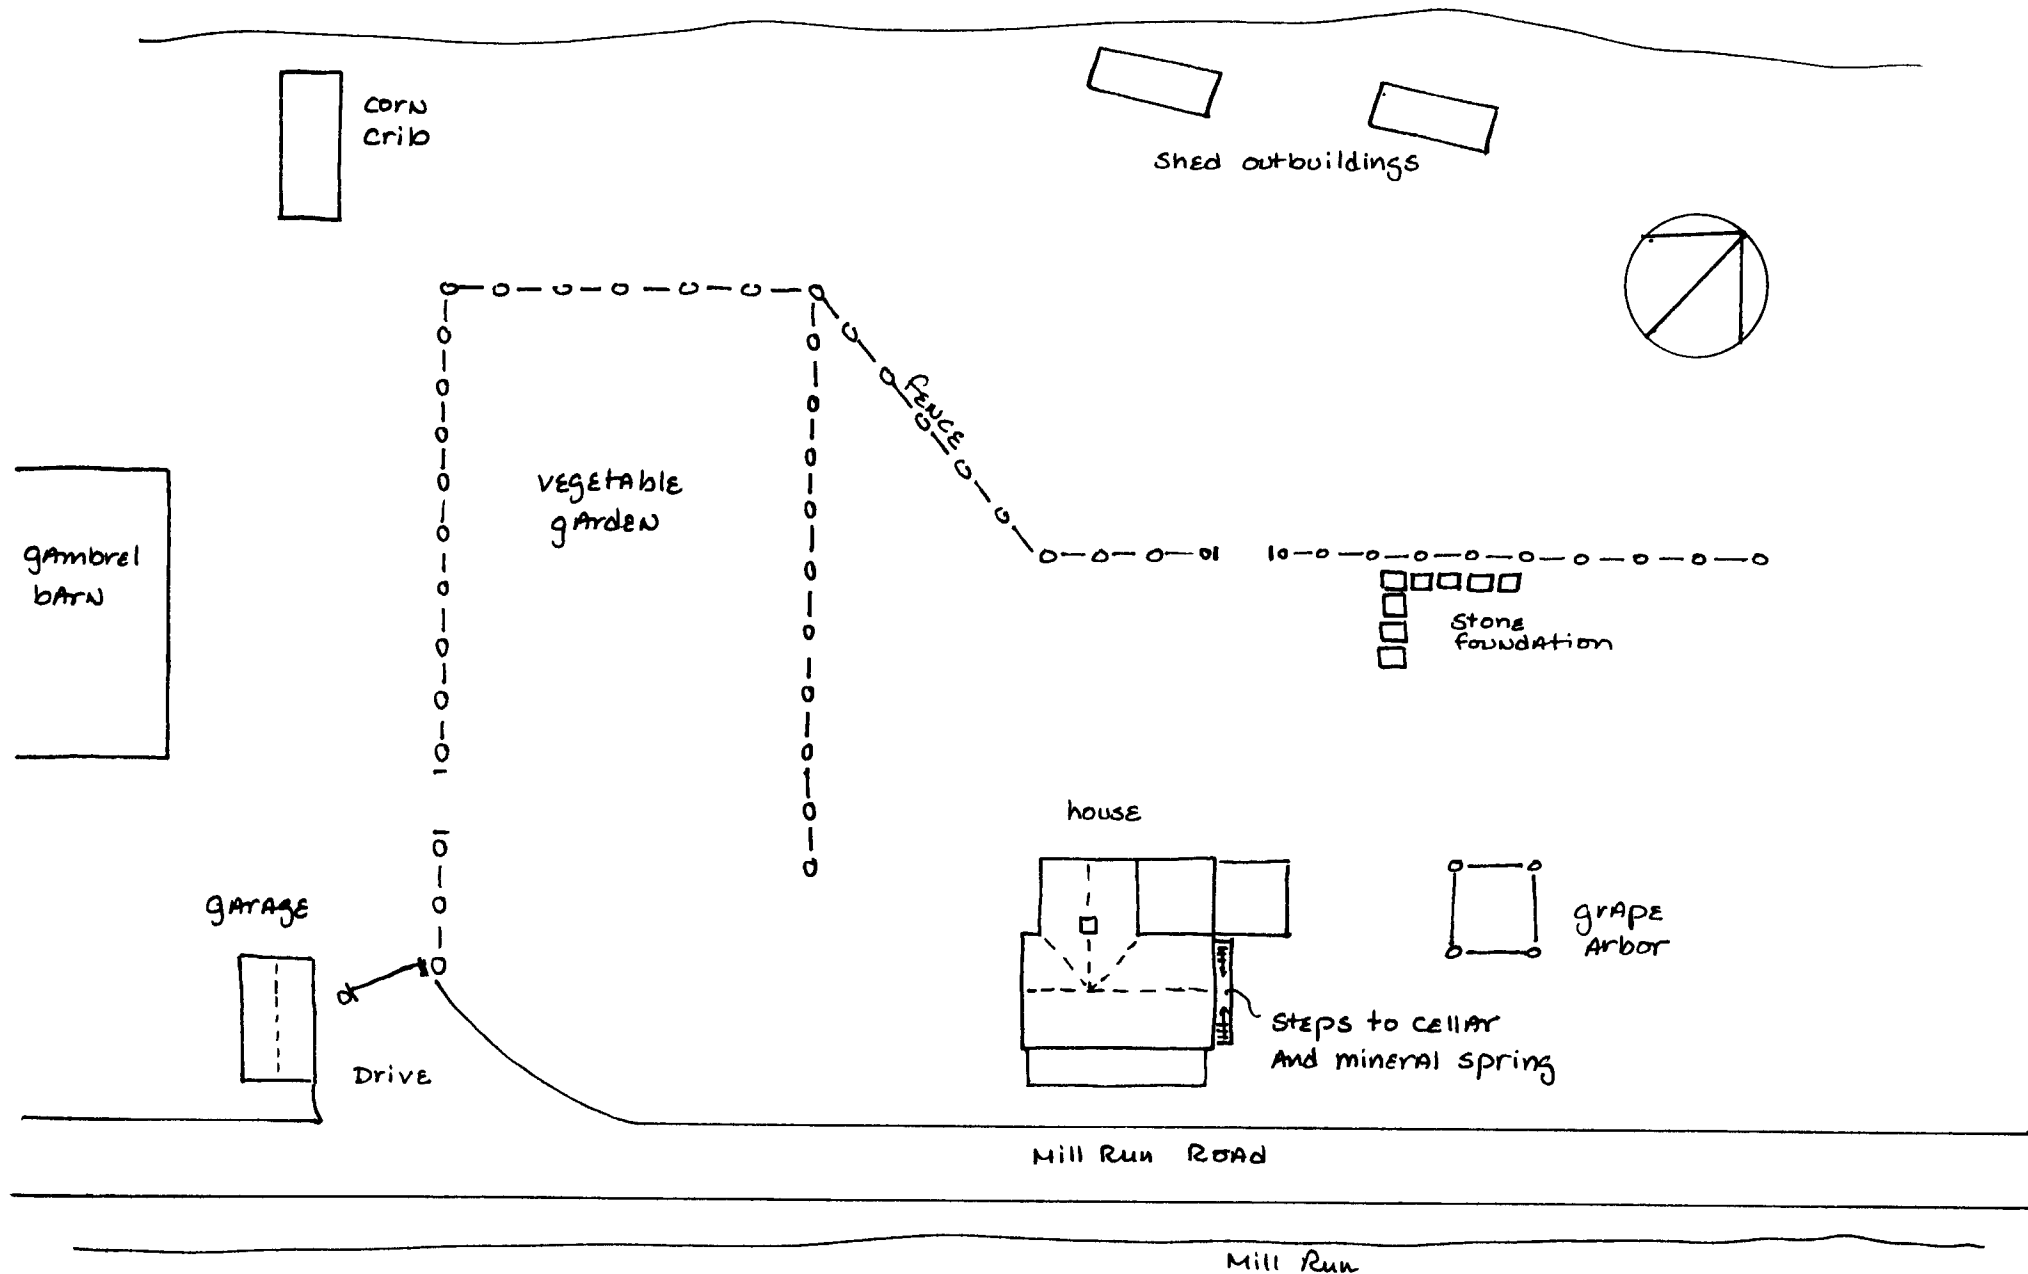 corn
crib
shed outbuildings
fence
vegetable
garden
gambrel
barn
stone
foundation
house
garage
grape
arbor
steps to cellar
and mineral spring
Drive
Mill Run Road
Mill Run